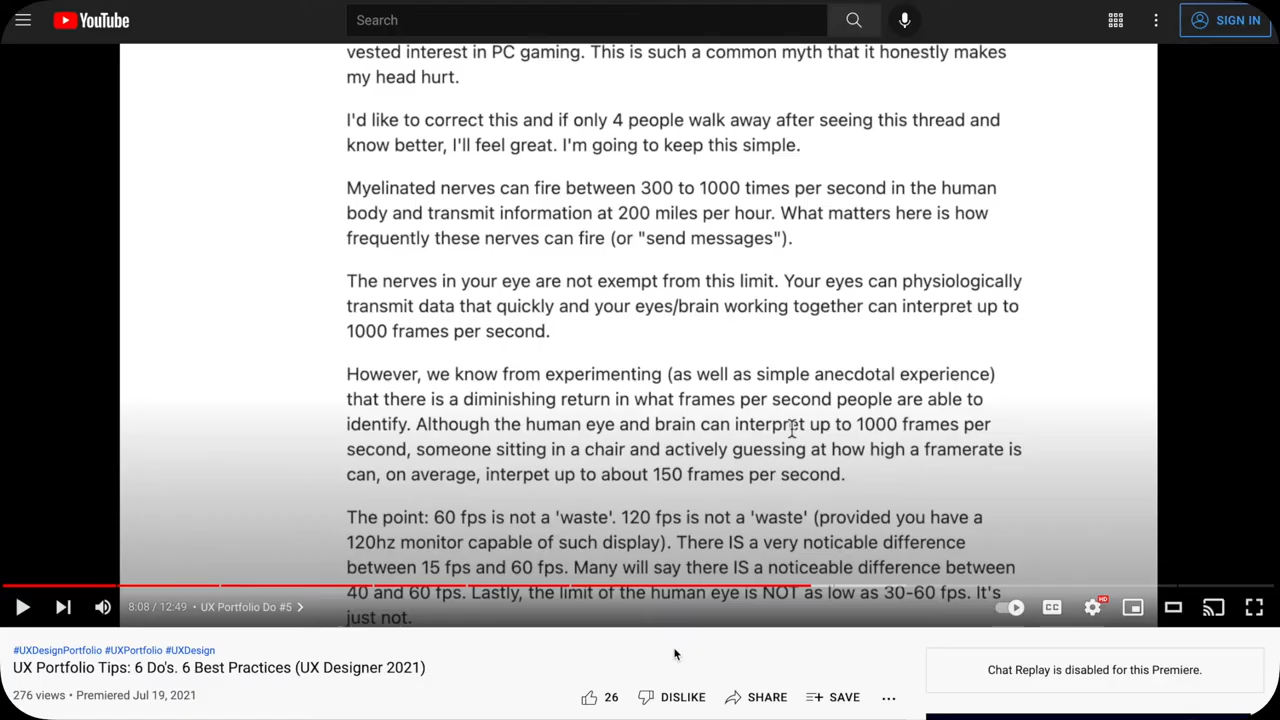 YouTube
Search
SIGN IN
vested interest in PC gaming. This is such a common myth that it honestly makes
my head hurt.
I'd like to correct this and if only 4 people walk away after seeing this thread and
know better, I'll feel great. I'm going to keep this simple.
Myelinated nerves can fire between 300 to 1000 times per second in the human
body and transmit information at 200 miles per hour. What matters here is how
frequently these nerves can fire (or "send messages").
The nerves in your eye are not exempt from this limit. Your eyes can physiologically
transmit data that quickly and your eyes/brain working together can interpret up to
1000 frames per second.
However, we know from experimenting (as well as simple anecdotal experience)
that there is a diminishing return in what frames per second people are able to
identify. Although the human eye and brain can interpret up to 1000 frames per
second, someone sitting in a chair and actively guessing at how high a framerate is
can, on average, interpet up to about 150 frames per second.
The point: 60 fps is not a 'waste'. 120 fps is not a 'waste' (provided you have a
120hz monitor capable of such display). There IS a very noticable difference
between 15 fps and 60 fps. Many will say there IS a noticeable difference between
40 and 60 fps. Lastly, the limit of the human eye is NOT as low as 30-60 fps. It's
just not.
8:08 / 12:49 • UX Portfolio Do #5
CC
HD
#UXDesignPortfolio #UXPortfolio #UXDesign
UX Portfolio Tips: 6 Do's. 6 Best Practices (UX Designer 2021)
276 views • Premiered Jul 19, 2021
26
DISLIKE
SHARE
SAVE
Chat Replay is disabled for this Premiere.